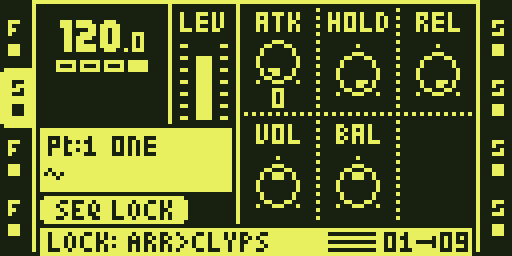 F
S
F
F
120.0
LEV
ATK
HOLD
REL
0
VOL
BAL
Pt:1 ONE
SEQ LOCK
LOCK: ARR>CLYPS
01→09
S
S
S
S